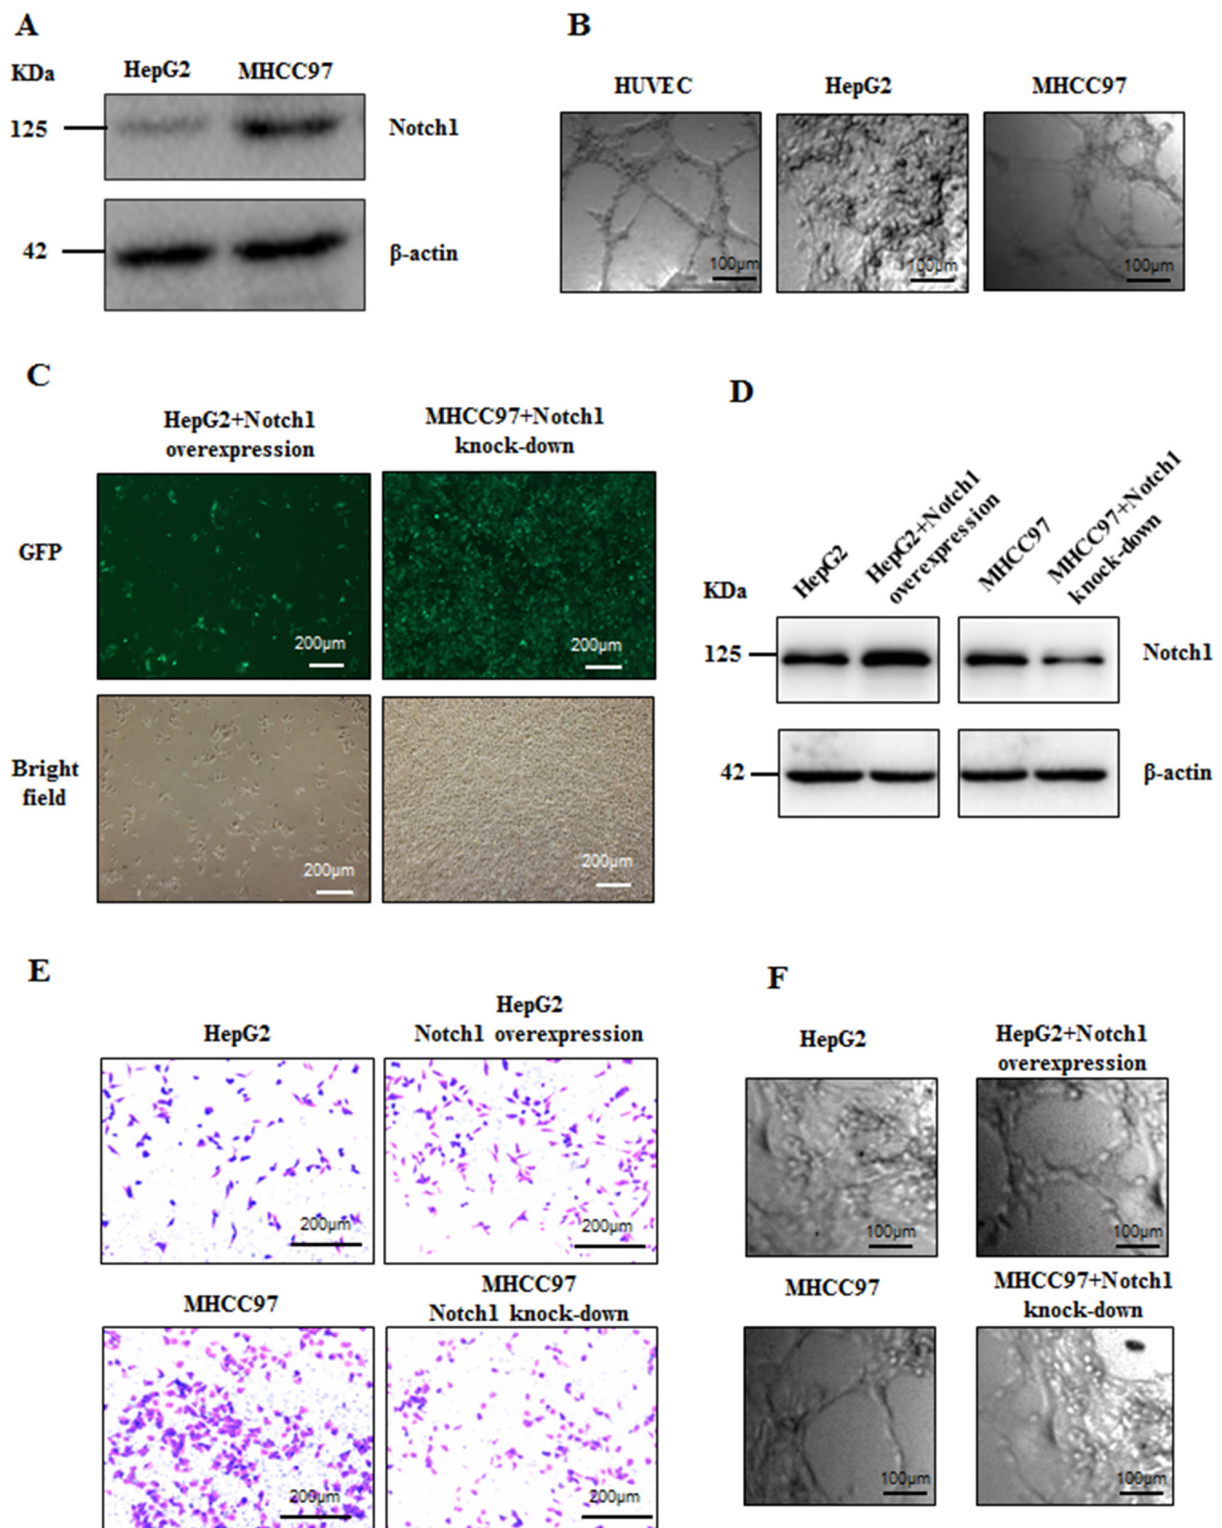 A
KDa
HepG2
MHCC97
125
Notch1
42
β-actin
B
HUVEC
HepG2
MHCC97
100μm
100μm
100μm
C
HepG2+Notch1
overexpression
MHCC97+Notch1
knock-down
GFP
200μm
200μm
Bright
field
200μm
200μm
D
KDa
HepG2
HepG2+Notch1
overexpression
MHCC97
MHCC97+Notch1
knock-down
125
Notch1
42
β-actin
E
HepG2
HepG2
Notch1 overexpression
200μm
200μm
MHCC97
MHCC97
Notch1 knock-down
200μm
200μm
F
HepG2
HepG2+Notch1
overexpression
100μm
100μm
MHCC97
MHCC97+Notch1
knock-down
100μm
100μm